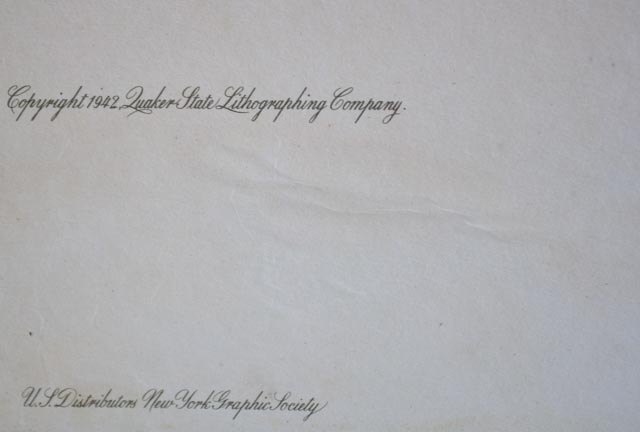 Copyright 1942, Quaker State Lithographing Company.
U.S. Distributors New York Graphic Society